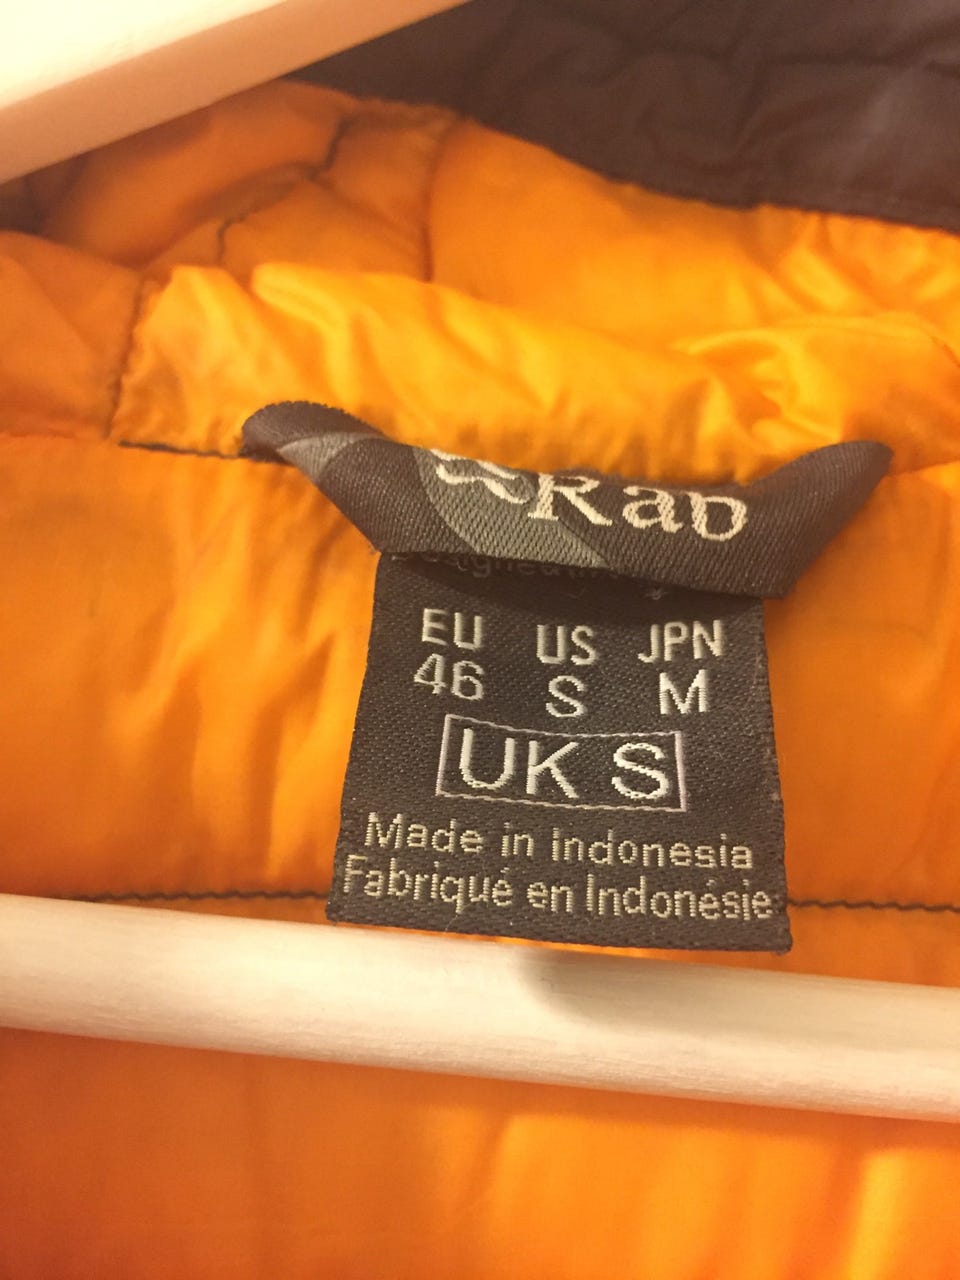 Rab
EU US JPN
46 S M
UK S
Made in Indonesia
Fabriqué en Indonésie